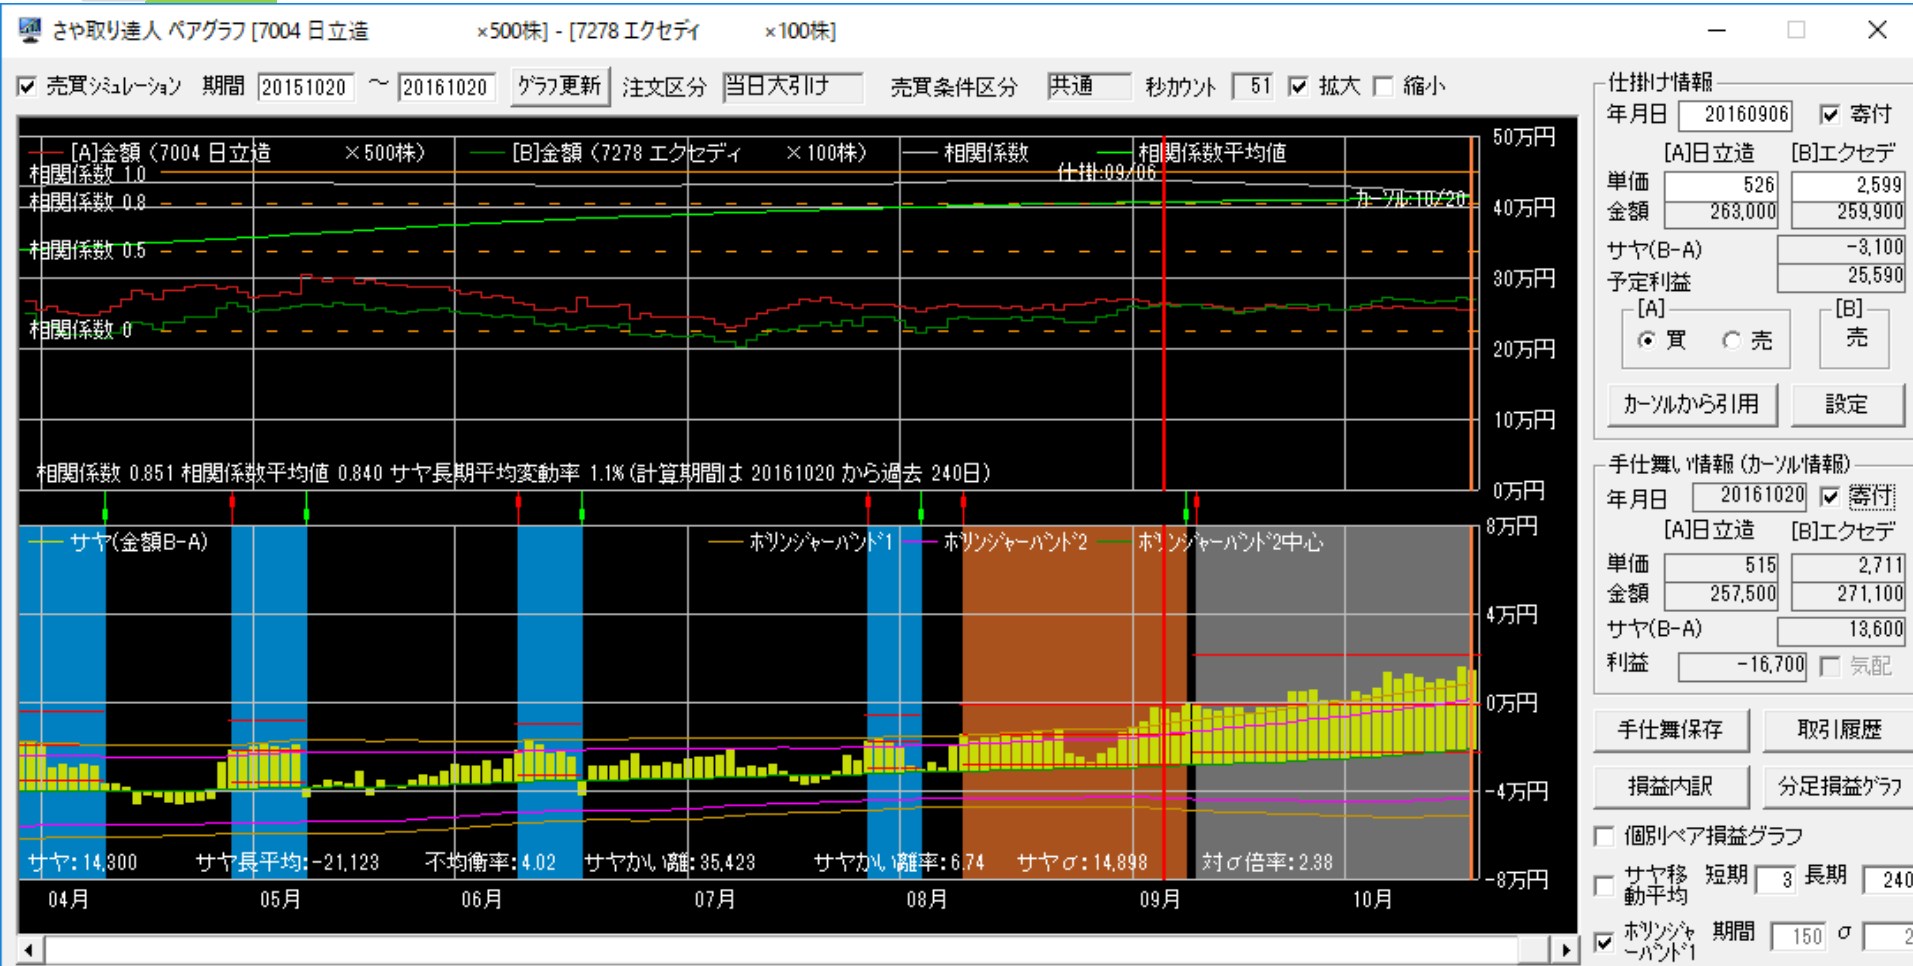 さや取り達人 ペアグラフ [7004 日立造 ×500株] - [7278 エクセディ ×100株]
売買シミュレーション 期間 20151020 ～ 20161020 グラフ更新 注文区分 当日大引け 売買条件区分 共通 秒カウント 51 拡大 縮小
[A]金額 (7004 日立造 ×500株) [B]金額 (7278 エクセディ ×100株) 相関係数 相関係数平均値
相関係数 1.0
仕掛:09/06
相関係数 0.8
カーソル:10/20
相関係数 0.5
相関係数 0
50万円
40万円
30万円
20万円
10万円
0万円
相関係数 0.851 相関係数平均値 0.840 サヤ長期平均変動率 1.1% (計算期間は 20161020 から過去 240日)
サヤ(金額B-A) ボリンジャーバンド1 ボリンジャーバンド2 ボリンジャーバンド2中心
8万円
4万円
0万円
-4万円
-8万円
サヤ:14,300 サヤ長平均:-21,123 不均衡率:4.02 サヤかい離:35,423 サヤかい離率:6.74 サヤσ:14,898 対σ倍率:2.38
04月 05月 06月 07月 08月 09月 10月
仕掛け情報
年月日 20160906 寄付
[A]日立造 [B]エクセデ
単価 526 2,599
金額 263,000 259,900
サヤ(B-A) -3,100
予定利益 25,590
[A] [B]
買 売 売
カーソルから引用 設定
手仕舞い情報 (カーソル情報)
年月日 20161020 寄付
[A]日立造 [B]エクセデ
単価 515 2,711
金額 257,500 271,100
サヤ(B-A) 13,600
利益 -16,700 気配
手仕舞保存 取引履歴
損益内訳 分足損益グラフ
個別ペア損益グラフ
サヤ移動平均 短期 3 長期 240
ボリンジャーバンド1 期間 150 σ 2